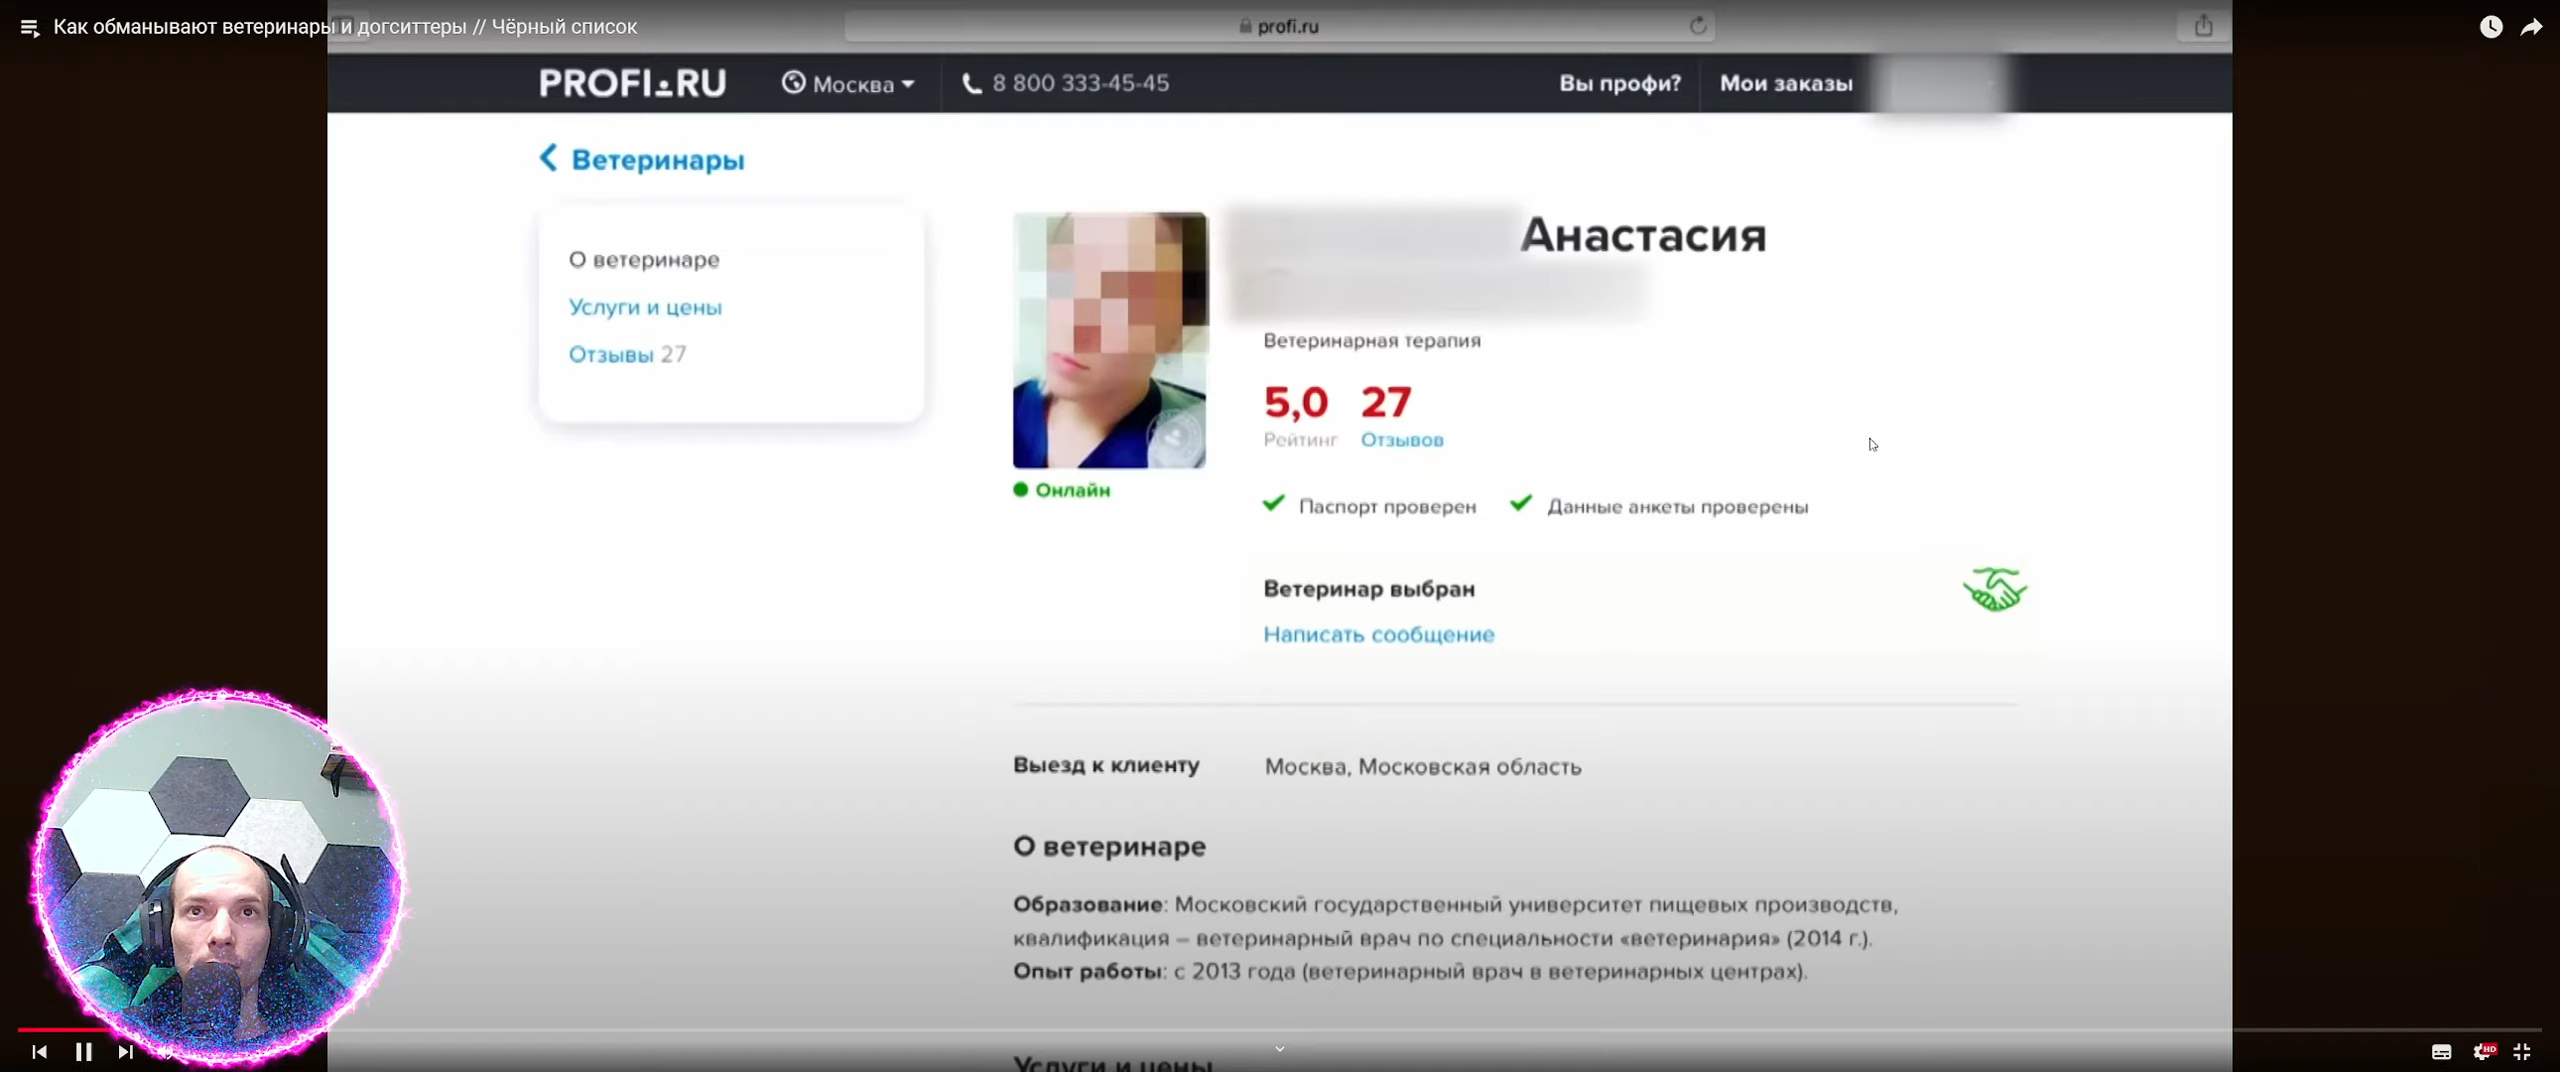 Как обманывают ветеринары и догситтеры // Чёрный список
profi.ru
PROFI.RU
Москва
8 800 333-45-45
Вы профи?
Мои заказы
Ветеринары
О ветеринаре
Услуги и цены
Отзывы 27
Анастасия
Ветеринарная терапия
5,0 27
Рейтинг Отзывов
Онлайн
Паспорт проверен
Данные анкеты проверены
Ветеринар выбран
Написать сообщение
Выезд к клиенту
Москва, Московская область
О ветеринаре
Образование: Московский государственный университет пищевых производств,
квалификация – ветеринарный врач по специальности «ветеринария» (2014 г.).
Опыт работы: с 2013 года (ветеринарный врач в ветеринарных центрах).
Услуги и цены
HD